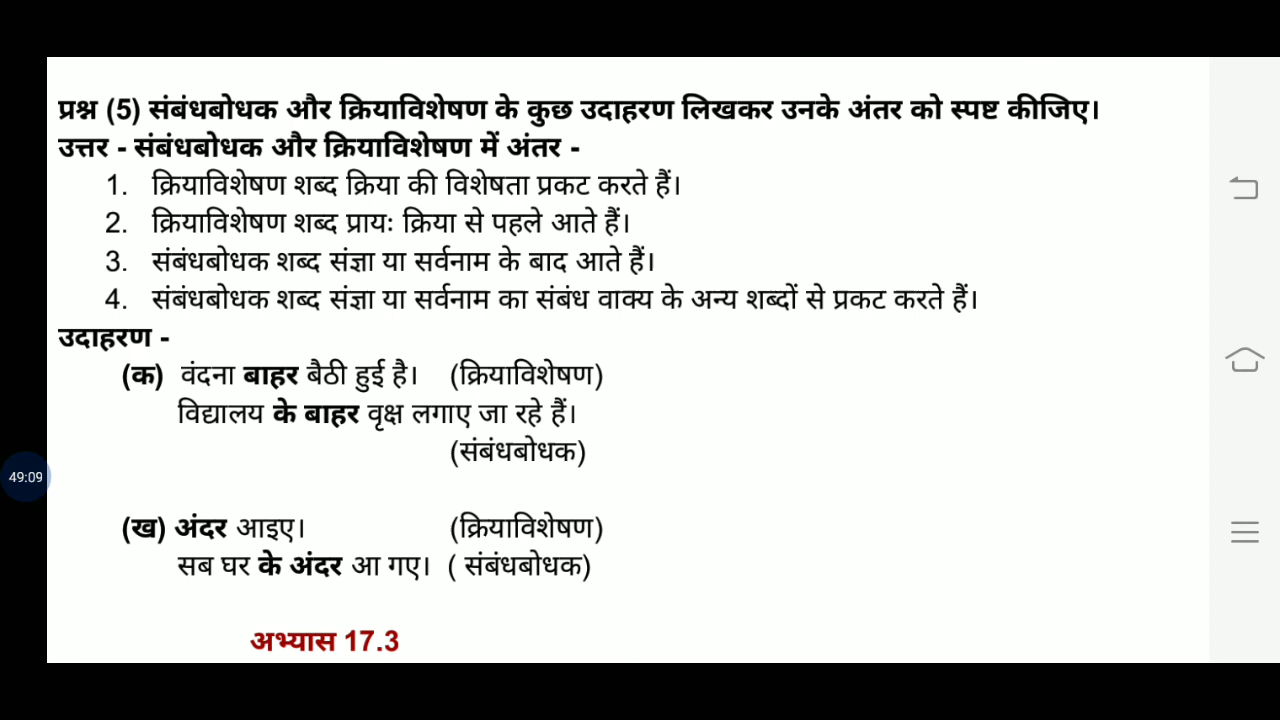 प्रश्न (5) संबंधबोधक और क्रियाविशेषण के कुछ उदाहरण लिखकर उनके अंतर को स्पष्ट कीजिए।
उत्तर - संबंधबोधक और क्रियाविशेषण में अंतर -
1. क्रियाविशेषण शब्द क्रिया की विशेषता प्रकट करते हैं।
2. क्रियाविशेषण शब्द प्रायः क्रिया से पहले आते हैं।
3. संबंधबोधक शब्द संज्ञा या सर्वनाम के बाद आते हैं।
4. संबंधबोधक शब्द संज्ञा या सर्वनाम का संबंध वाक्य के अन्य शब्दों से प्रकट करते हैं।
उदाहरण -
(क) वंदना बाहर बैठी हुई है। (क्रियाविशेषण)
विद्यालय के बाहर वृक्ष लगाए जा रहे हैं।
(संबंधबोधक)
49:09
(ख) अंदर आइए। (क्रियाविशेषण)
सब घर के अंदर आ गए। ( संबंधबोधक)
अभ्यास 17.3